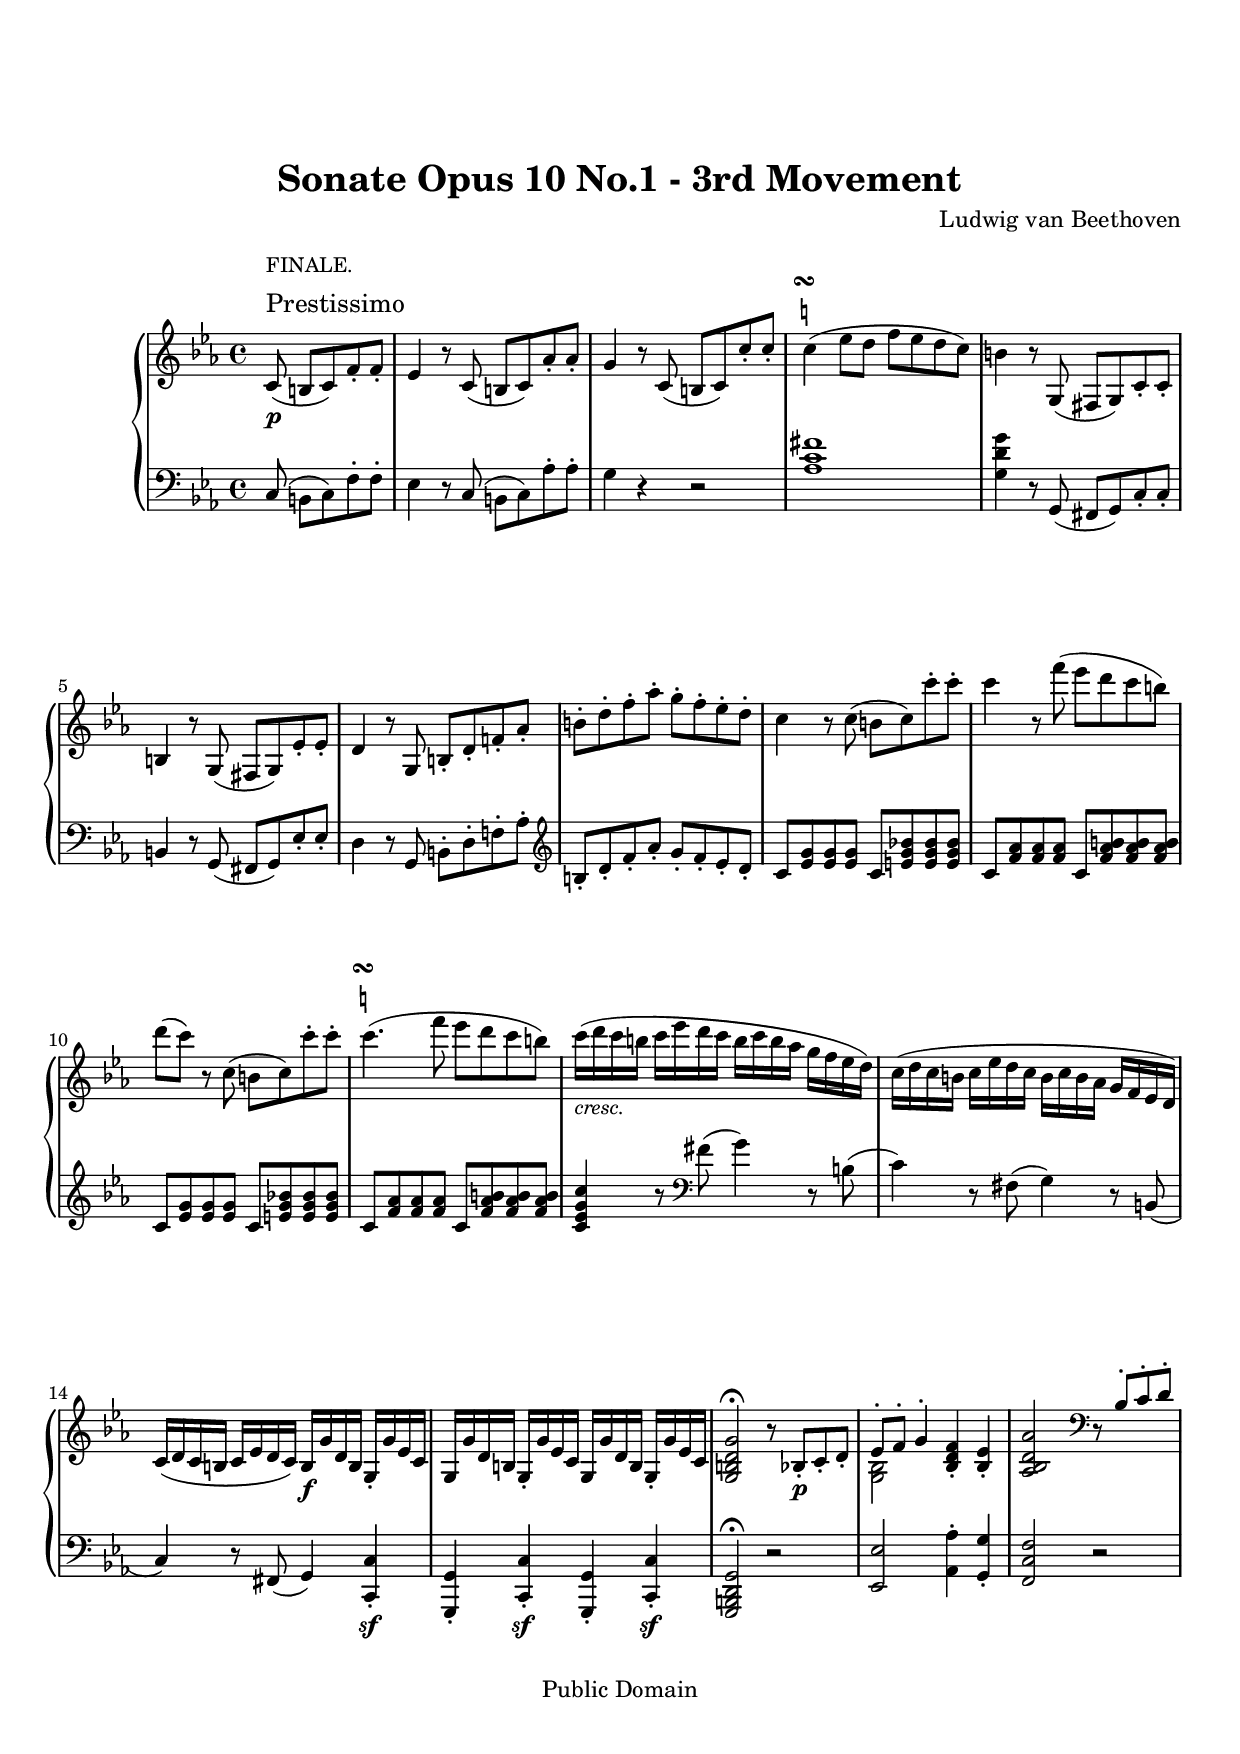 Sonate Opus 10 No.1 - 3rd Movement
Ludwig van Beethoven
FINALE.
Prestissimo
p
5
10
cresc.
14
f
p
sf
sf
sf
Public Domain